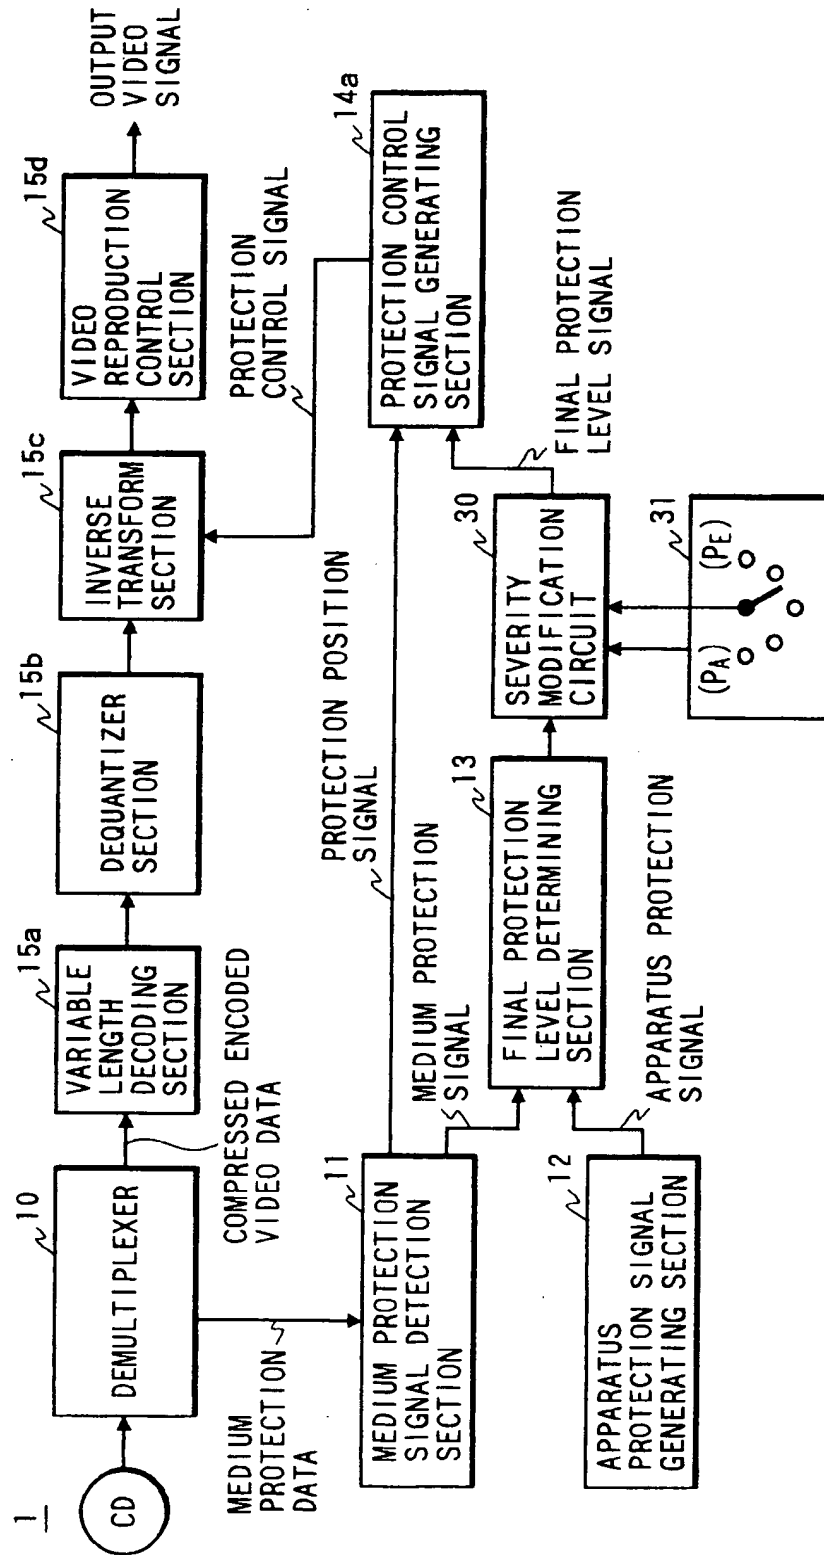 1
CD
10
DEMULTIPLEXER
COMPRESSED ENCODED
VIDEO DATA
15a
VARIABLE
LENGTH
DECODING
SECTION
15b
DEQUANTIZER
SECTION
15c
INVERSE
TRANSFORM
SECTION
15d
VIDEO
REPRODUCTION
CONTROL
SECTION
OUTPUT
VIDEO
SIGNAL
MEDIUM
PROTECTION
DATA
11
MEDIUM PROTECTION
SIGNAL DETECTION
SECTION
PROTECTION POSITION
SIGNAL
PROTECTION
CONTROL SIGNAL
14a
PROTECTION CONTROL
SIGNAL GENERATING
SECTION
MEDIUM PROTECTION
SIGNAL
12
APPARATUS
PROTECTION SIGNAL
GENERATING SECTION
APPARATUS PROTECTION
SIGNAL
13
FINAL PROTECTION
LEVEL DETERMINING
SECTION
30
SEVERITY
MODIFICATION
CIRCUIT
FINAL PROTECTION
LEVEL SIGNAL
31
(PA)
(PE)